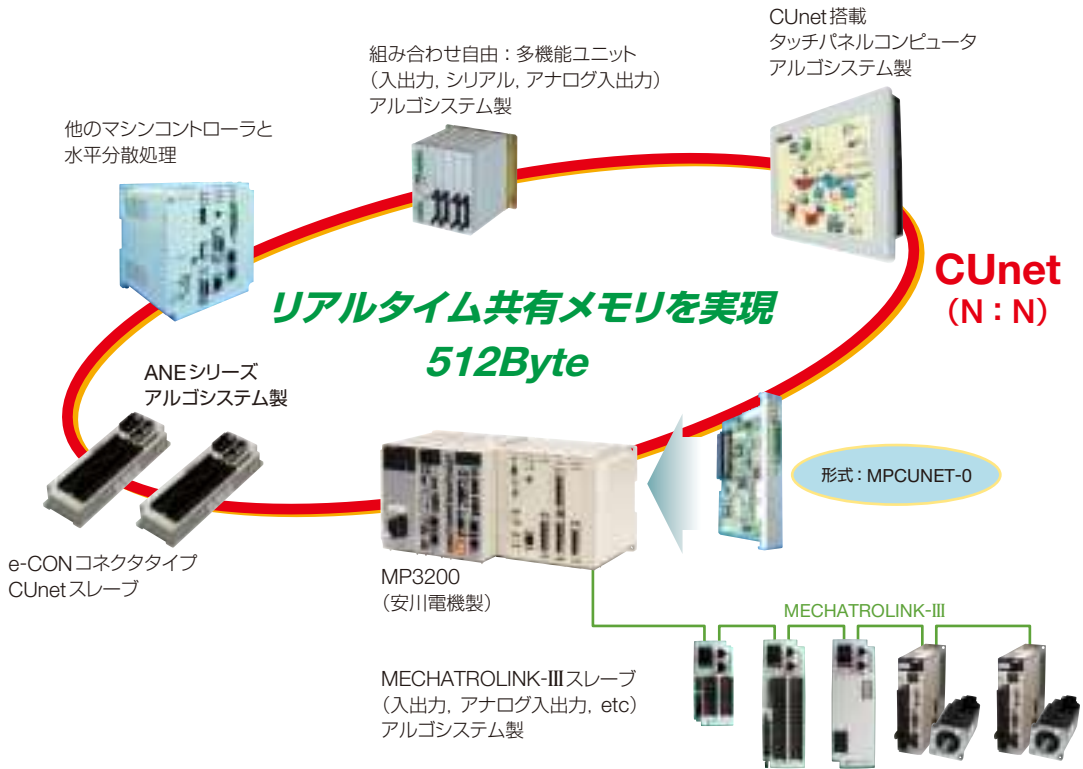 CUnet搭載
タッチパネルコンピュータ
アルゴシステム製
組み合わせ自由：多機能ユニット
（入出力, シリアル, アナログ入出力）
アルゴシステム製
他のマシンコントローラと
水平分散処理
CUnet
（N：N）
リアルタイム共有メモリを実現
512Byte
ANEシリーズ
アルゴシステム製
形式：MPCUNET-0
e-CONコネクタタイプ
CUnetスレーブ
MP3200
（安川電機製）
MECHATROLINK-III
MECHATROLINK-IIIスレーブ
（入出力, アナログ入出力, etc）
アルゴシステム製